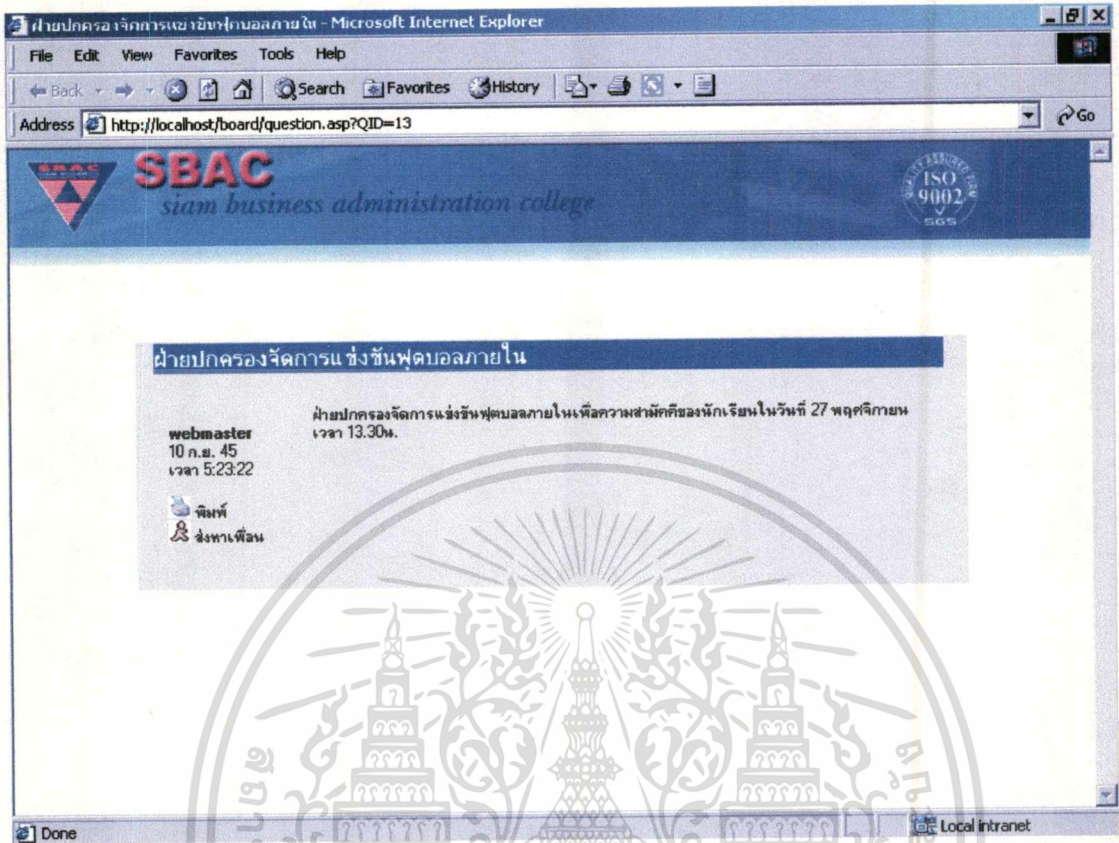 ฝ่ายปกครองจัดการแข่งขันฟุตบอลภายใน - Microsoft Internet Explorer
File Edit View Favorites Tools Help
Back Search Favorites History
Address http://localhost/board/question.asp?QID=13 Go
SBAC SBAC
siam business administration college
QUALITY ASSURED FIRM
ISO
9002
SGS
ฝ่ายปกครองจัดการแข่งขันฟุตบอลภายใน
ฝ่ายปกครองจัดการแข่งขันฟุตบอลภายในเพื่อความสามัคคีของนักเรียนในวันที่ 27 พฤศจิกายน
เวลา 13.30น.
webmaster
10 ก.ย. 45
เวลา 5:23:22
พิมพ์
ส่งหาเพื่อน
Done Local intranet